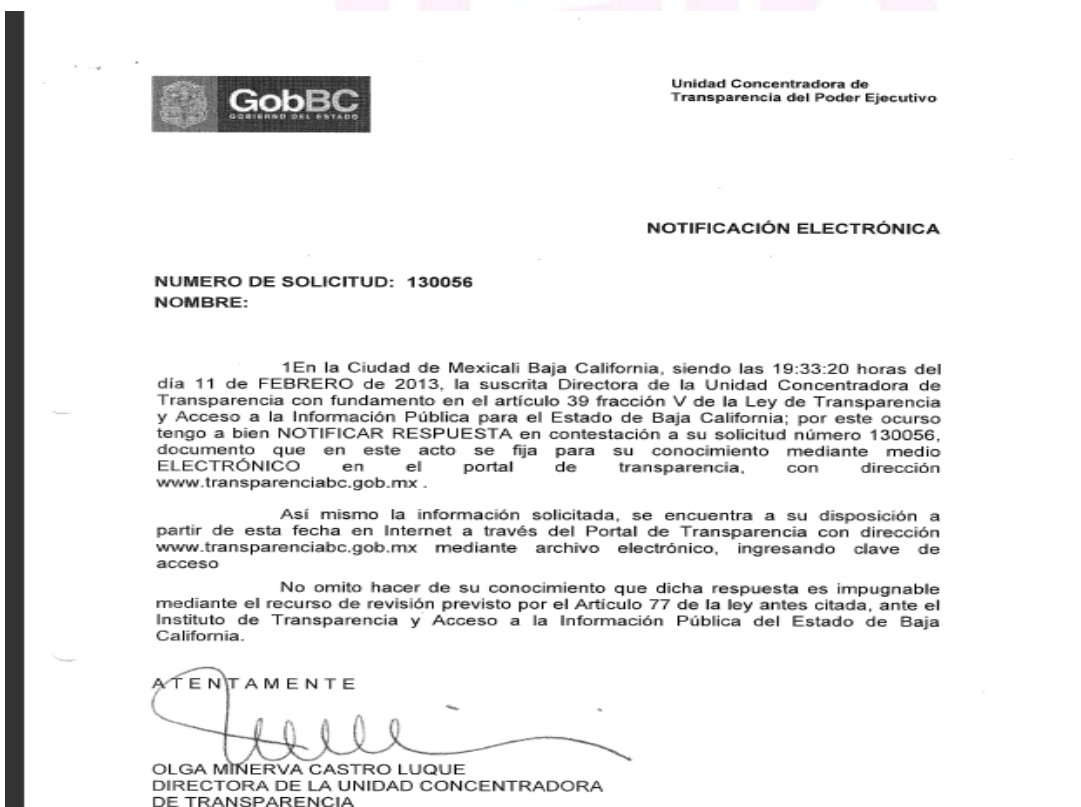 GobBC
GOBIERNO DEL ESTADO
Unidad Concentradora de
Transparencia del Poder Ejecutivo
NOTIFICACIÓN ELECTRÓNICA
NUMERO DE SOLICITUD: 130056
NOMBRE:
1En la Ciudad de Mexicali Baja California, siendo las 19:33:20 horas del
día 11 de FEBRERO de 2013, la suscrita Directora de la Unidad Concentradora de
Transparencia con fundamento en el artículo 39 fracción V de la Ley de Transparencia
y Acceso a la Información Pública para el Estado de Baja California; por este ocurso
tengo a bien NOTIFICAR RESPUESTA en contestación a su solicitud número 130056,
documento que en este acto se fija para su conocimiento mediante medio
ELECTRÓNICO en el portal de transparencia, con dirección
www.transparenciabc.gob.mx .
Así mismo la información solicitada, se encuentra a su disposición a
partir de esta fecha en Internet a través del Portal de Transparencia con dirección
www.transparenciabc.gob.mx mediante archivo electrónico, ingresando clave de
acceso
No omito hacer de su conocimiento que dicha respuesta es impugnable
mediante el recurso de revisión previsto por el Artículo 77 de la ley antes citada, ante el
Instituto de Transparencia y Acceso a la Información Pública del Estado de Baja
California.
A T E N T A M E N T E
OLGA MINERVA CASTRO LUQUE
DIRECTORA DE LA UNIDAD CONCENTRADORA
DE TRANSPARENCIA